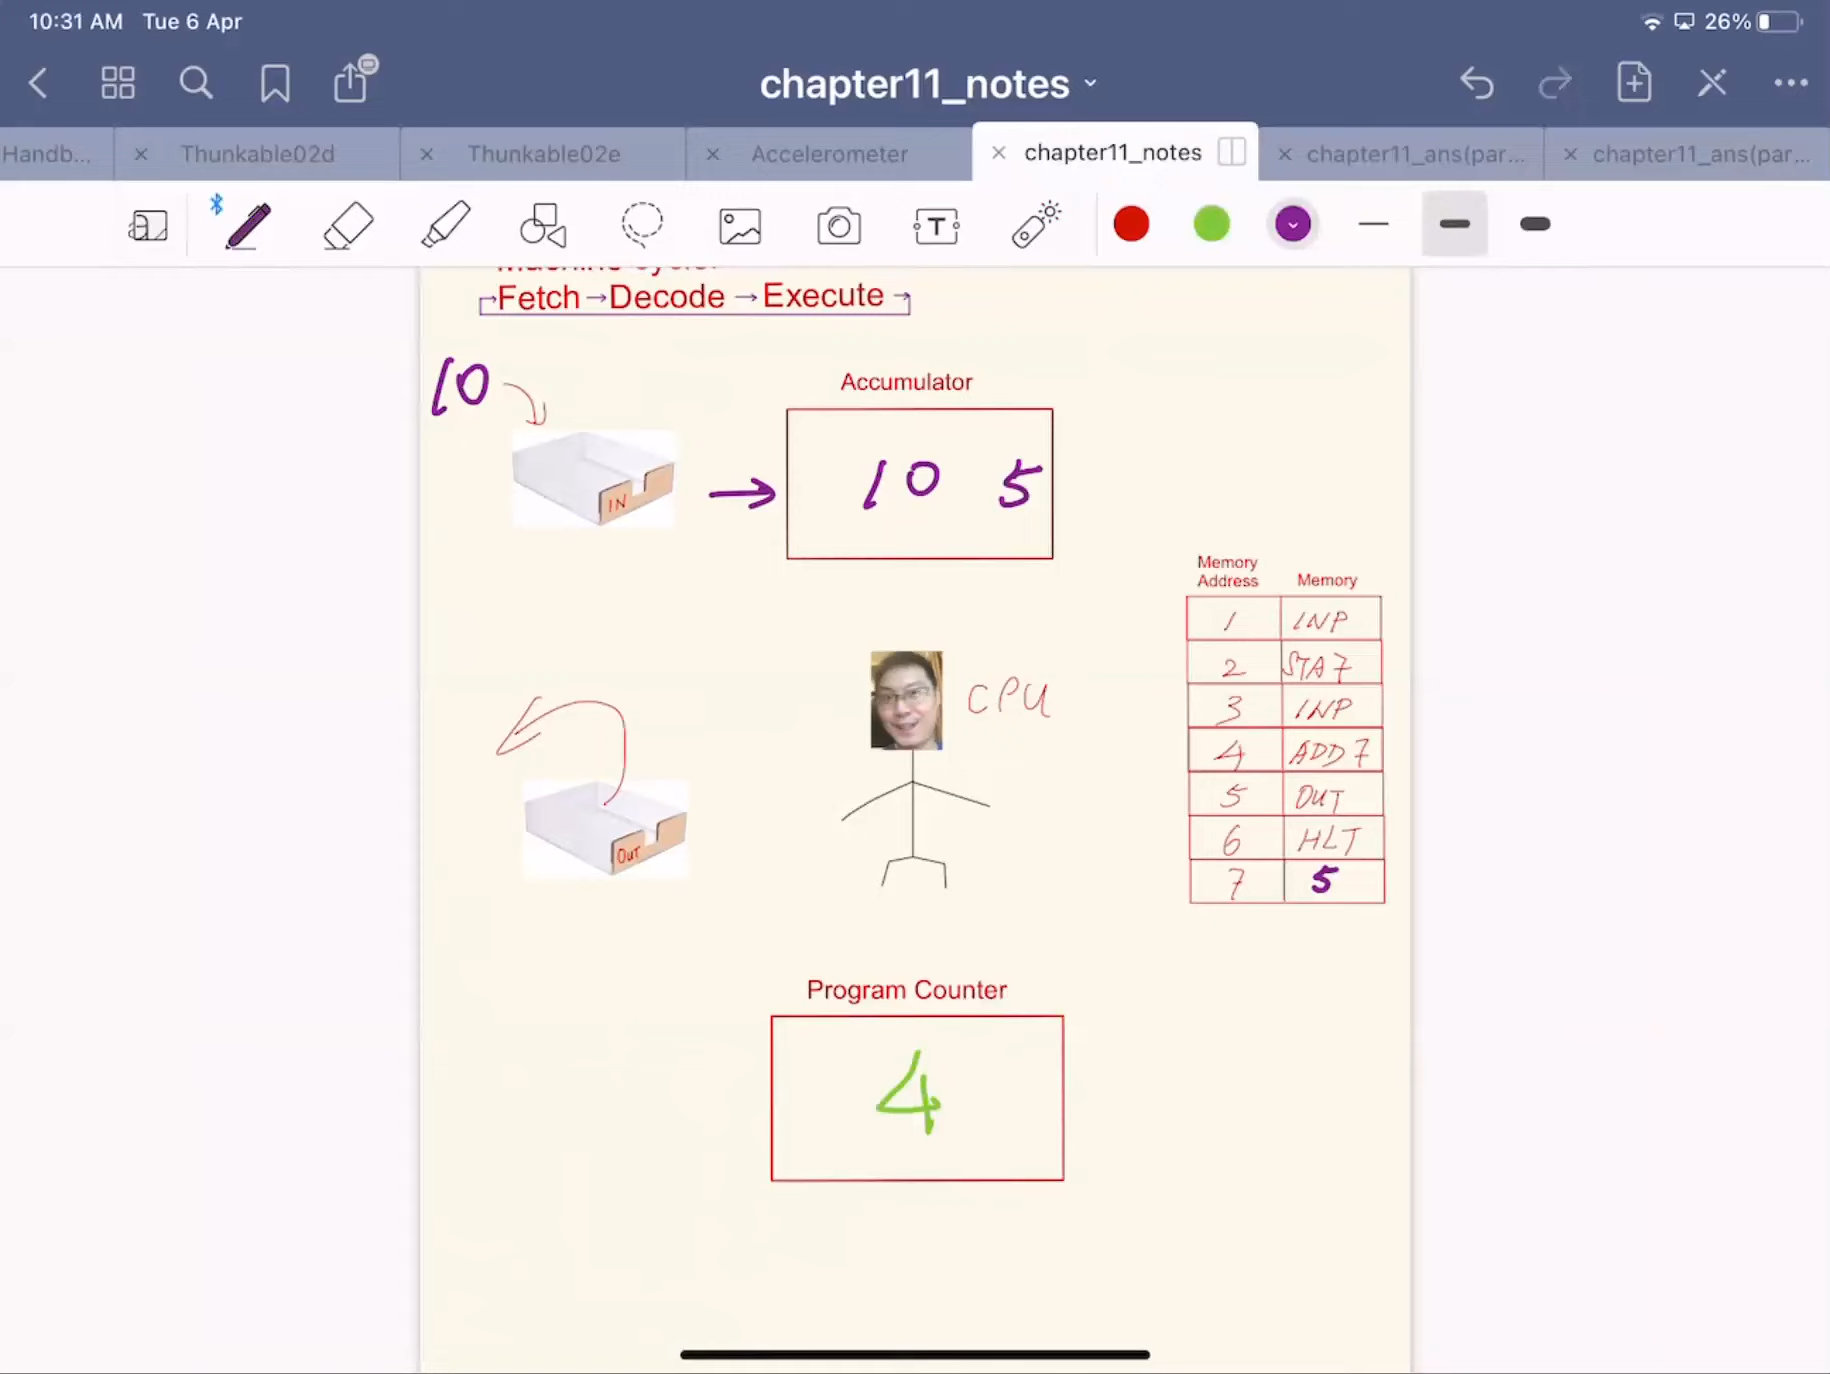 10:31 AM Tue 6 Apr
26%
chapter11_notes
Handb...
Thunkable02d
Thunkable02e
Accelerometer
chapter11_notes
chapter11_ans(par...
chapter11_ans(par...
T
→Fetch→Decode →Execute→
10
Accumulator
IN
→ 10 5
Memory Address Memory
1 INP
2 STA 7
3 INP
4 ADD 7
5 OUT
6 HLT
7 5
CPU
Out
Program Counter
4